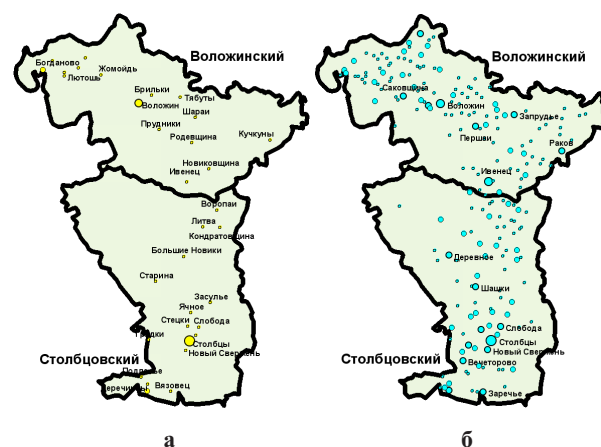 Воложинский
Богданово
Жомойдь
Лютошь
Брильки
Тябуты
Воложин
Шараи
Прудники
Родевщина
Кучкуны
Новиковщина
Ивенец
Воропаи
Литва
Кондратовщина
Большие Новики
Старина
Засулье
Ячное
Стецки
Слобода
Столбцы
Новый Свержень
Столбцовский
Вязовец
а
Воложинский
Саковщина
Воложин
Запрудье
Першаи
Раков
Ивенец
Деревное
Шашки
Слобода
Столбцы
Новый Свержень
Столбцовский
Вечеторово
Заречье
б